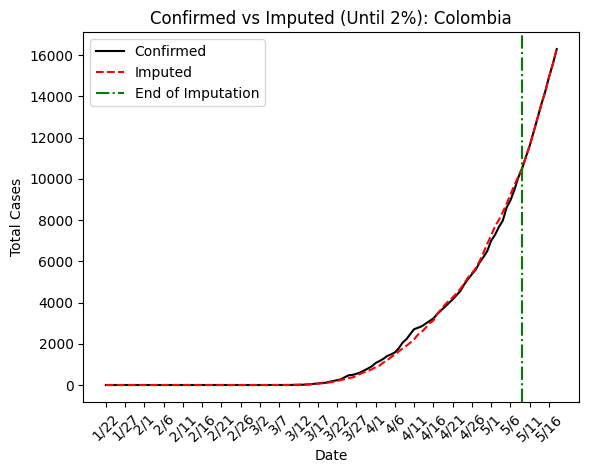 Confirmed vs Imputed (Until 2%): Colombia
Confirmed
Imputed
End of Imputation
Total Cases
16000
14000
12000
10000
8000
6000
4000
2000
0
1/22 1/27 2/1 2/6 2/11 2/16 2/21 2/26 3/2 3/7 3/12 3/17 3/22 3/27 4/1 4/6 4/11 4/16 4/21 4/26 5/1 5/6 5/11 5/16
Date